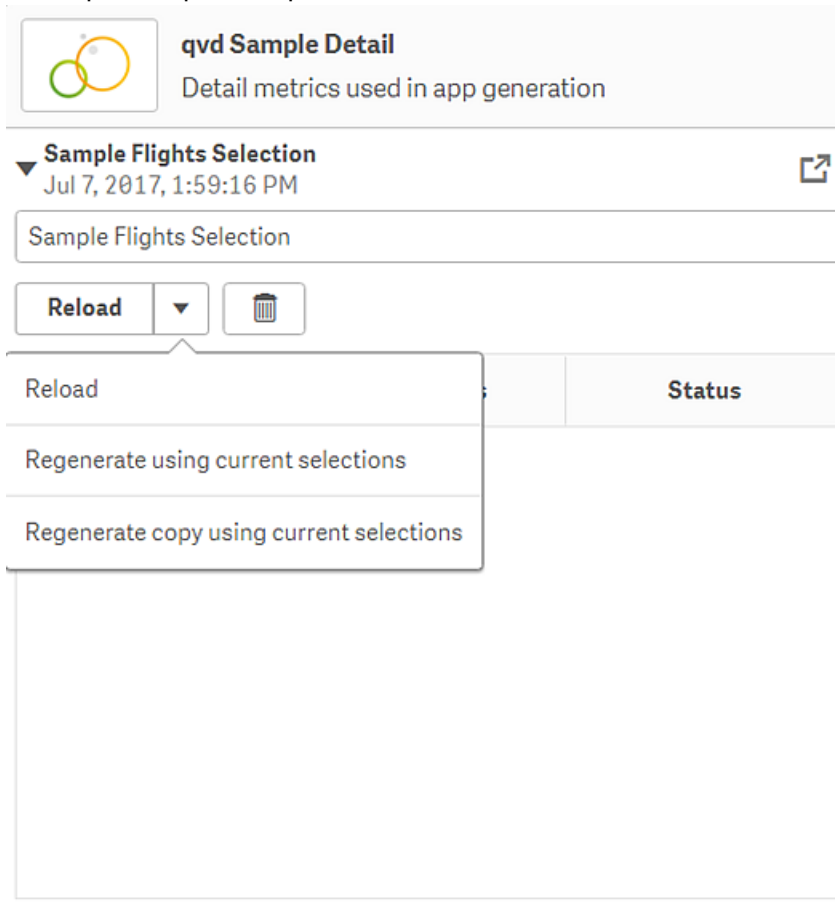 qvd Sample Detail
Detail metrics used in app generation
Sample Flights Selection
Jul 7, 2017, 1:59:16 PM
Sample Flights Selection
Reload
Reload
Status
Regenerate using current selections
Regenerate copy using current selections